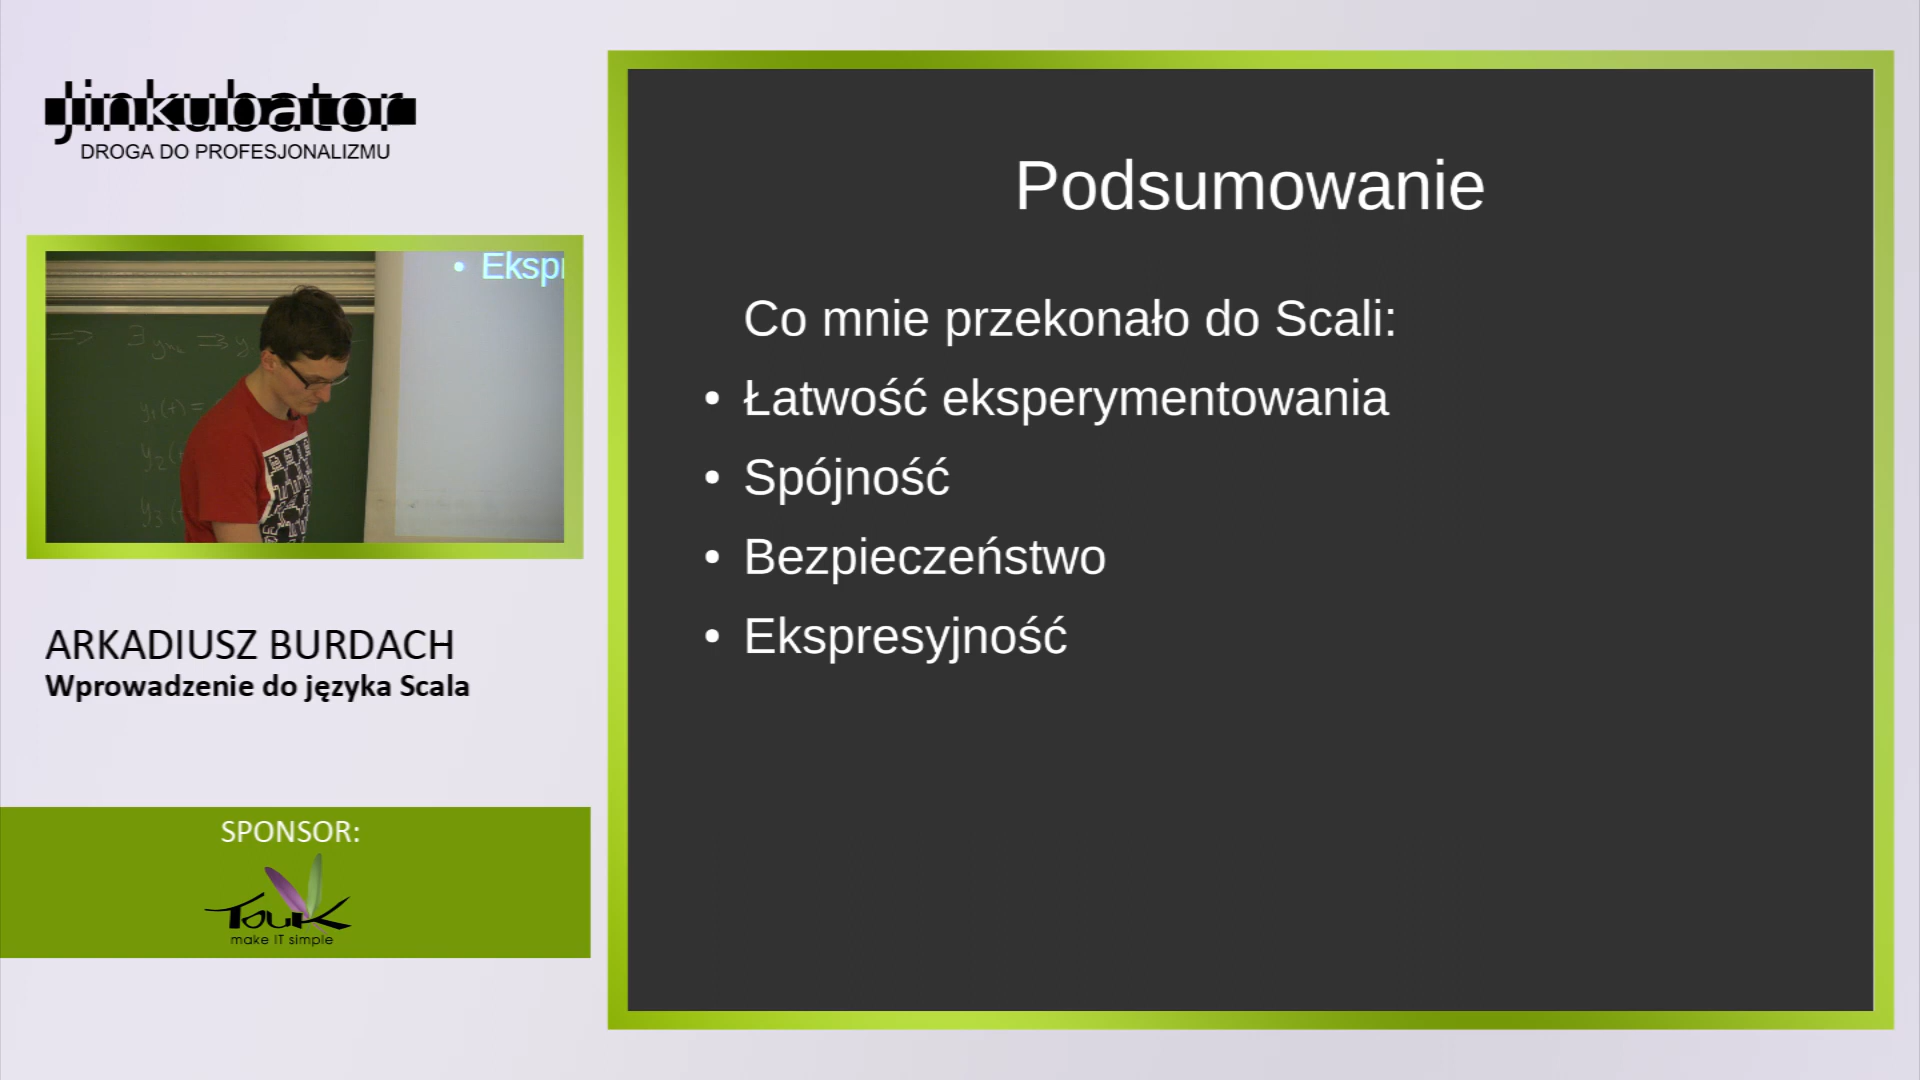 Jinkubator
DROGA DO PROFESJONALIZMU
ARKADIUSZ BURDACH
Wprowadzenie do języka Scala
SPONSOR:
Touk
make IT simple
Podsumowanie
Co mnie przekonało do Scali:
• Łatwość eksperymentowania
• Spójność
• Bezpieczeństwo
• Ekspresyjność